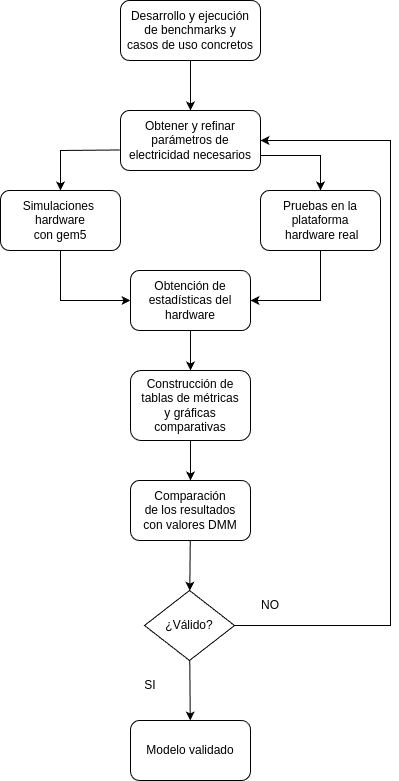 Desarrollo y ejecución
de benchmarks y
casos de uso concretos
Obtener y refinar
parámetros de
electricidad necesarios
Simulaciones
hardware
con gem5
Pruebas en la
plataforma
hardware real
Obtención de
estadísticas del
hardware
Construcción de
tablas de métricas
y gráficas
comparativas
Comparación
de los resultados
con valores DMM
¿Válido?
NO
SI
Modelo validado